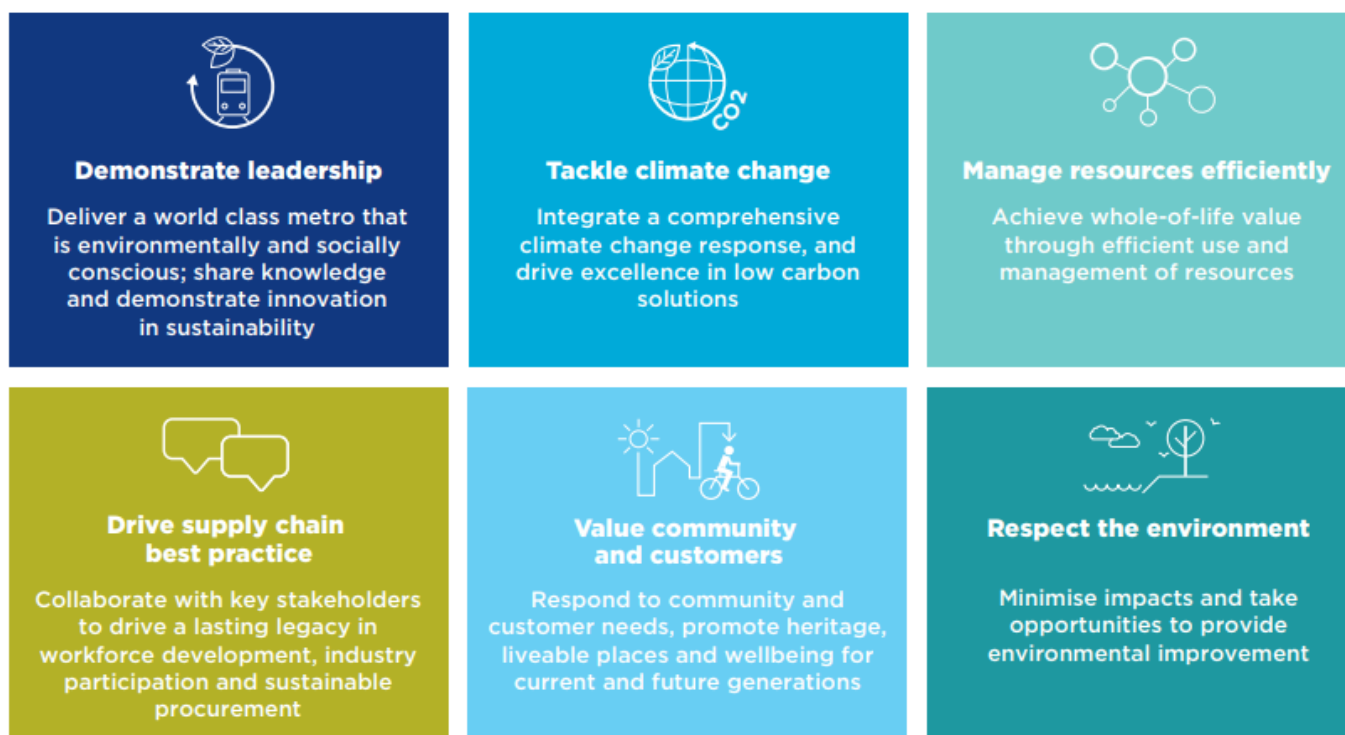 CO2
Demonstrate leadership
Deliver a world class metro that
is environmentally and socially
conscious; share knowledge
and demonstrate innovation
in sustainability
Tackle climate change
Integrate a comprehensive
climate change response, and
drive excellence in low carbon
solutions
Manage resources efficiently
Achieve whole-of-life value
through efficient use and
management of resources
Drive supply chain
best practice
Collaborate with key stakeholders
to drive a lasting legacy in
workforce development, industry
participation and sustainable
procurement
Value community
and customers
Respond to community and
customer needs, promote heritage,
liveable places and wellbeing for
current and future generations
Respect the environment
Minimise impacts and take
opportunities to provide
environmental improvement